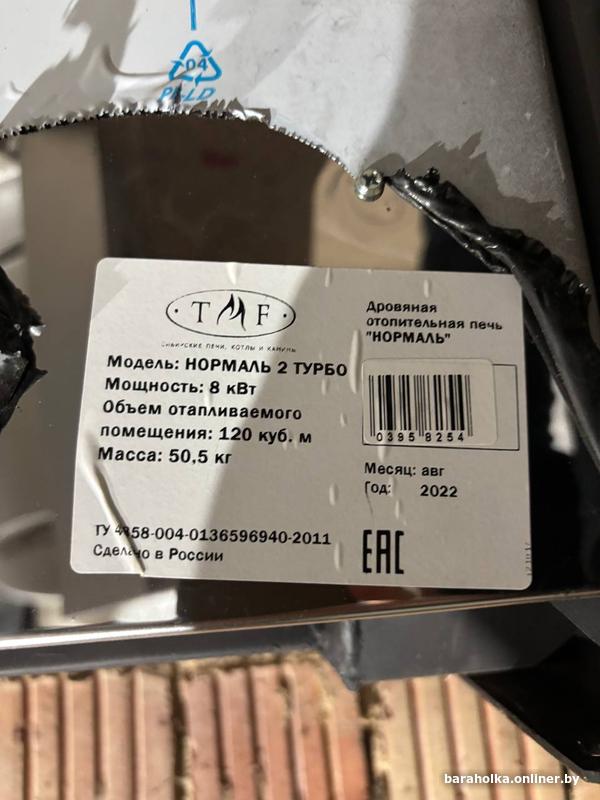 04
PE-LD
TMF
СИБИРСКИЕ ПЕЧИ, КОТЛЫ И КАМИНЫ
Дровяная
отопительная печь
"НОРМАЛЬ"
Модель: НОРМАЛЬ 2 ТУРБО
Мощность: 8 кВт
Объем отапливаемого
помещения: 120 куб. м
Масса: 50,5 кг
0395 8254
Месяц: авг
Год: 2022
ТУ 4858-004-0136596940-2011
Сделано в России
EAC
baraholka.onliner.by